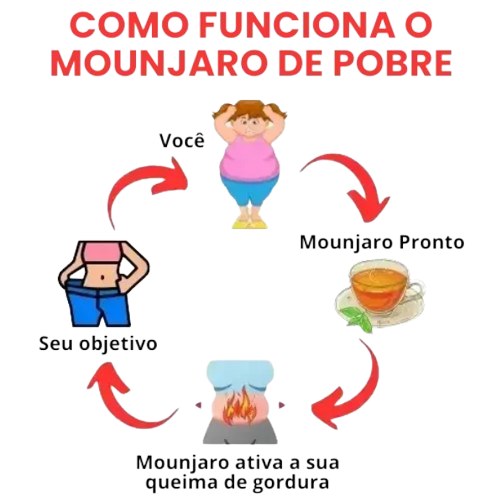 COMO FUNCIONA O
MOUNJARO DE POBRE
Você
Mounjaro Pronto
Seu objetivo
Mounjaro ativa a sua
queima de gordura